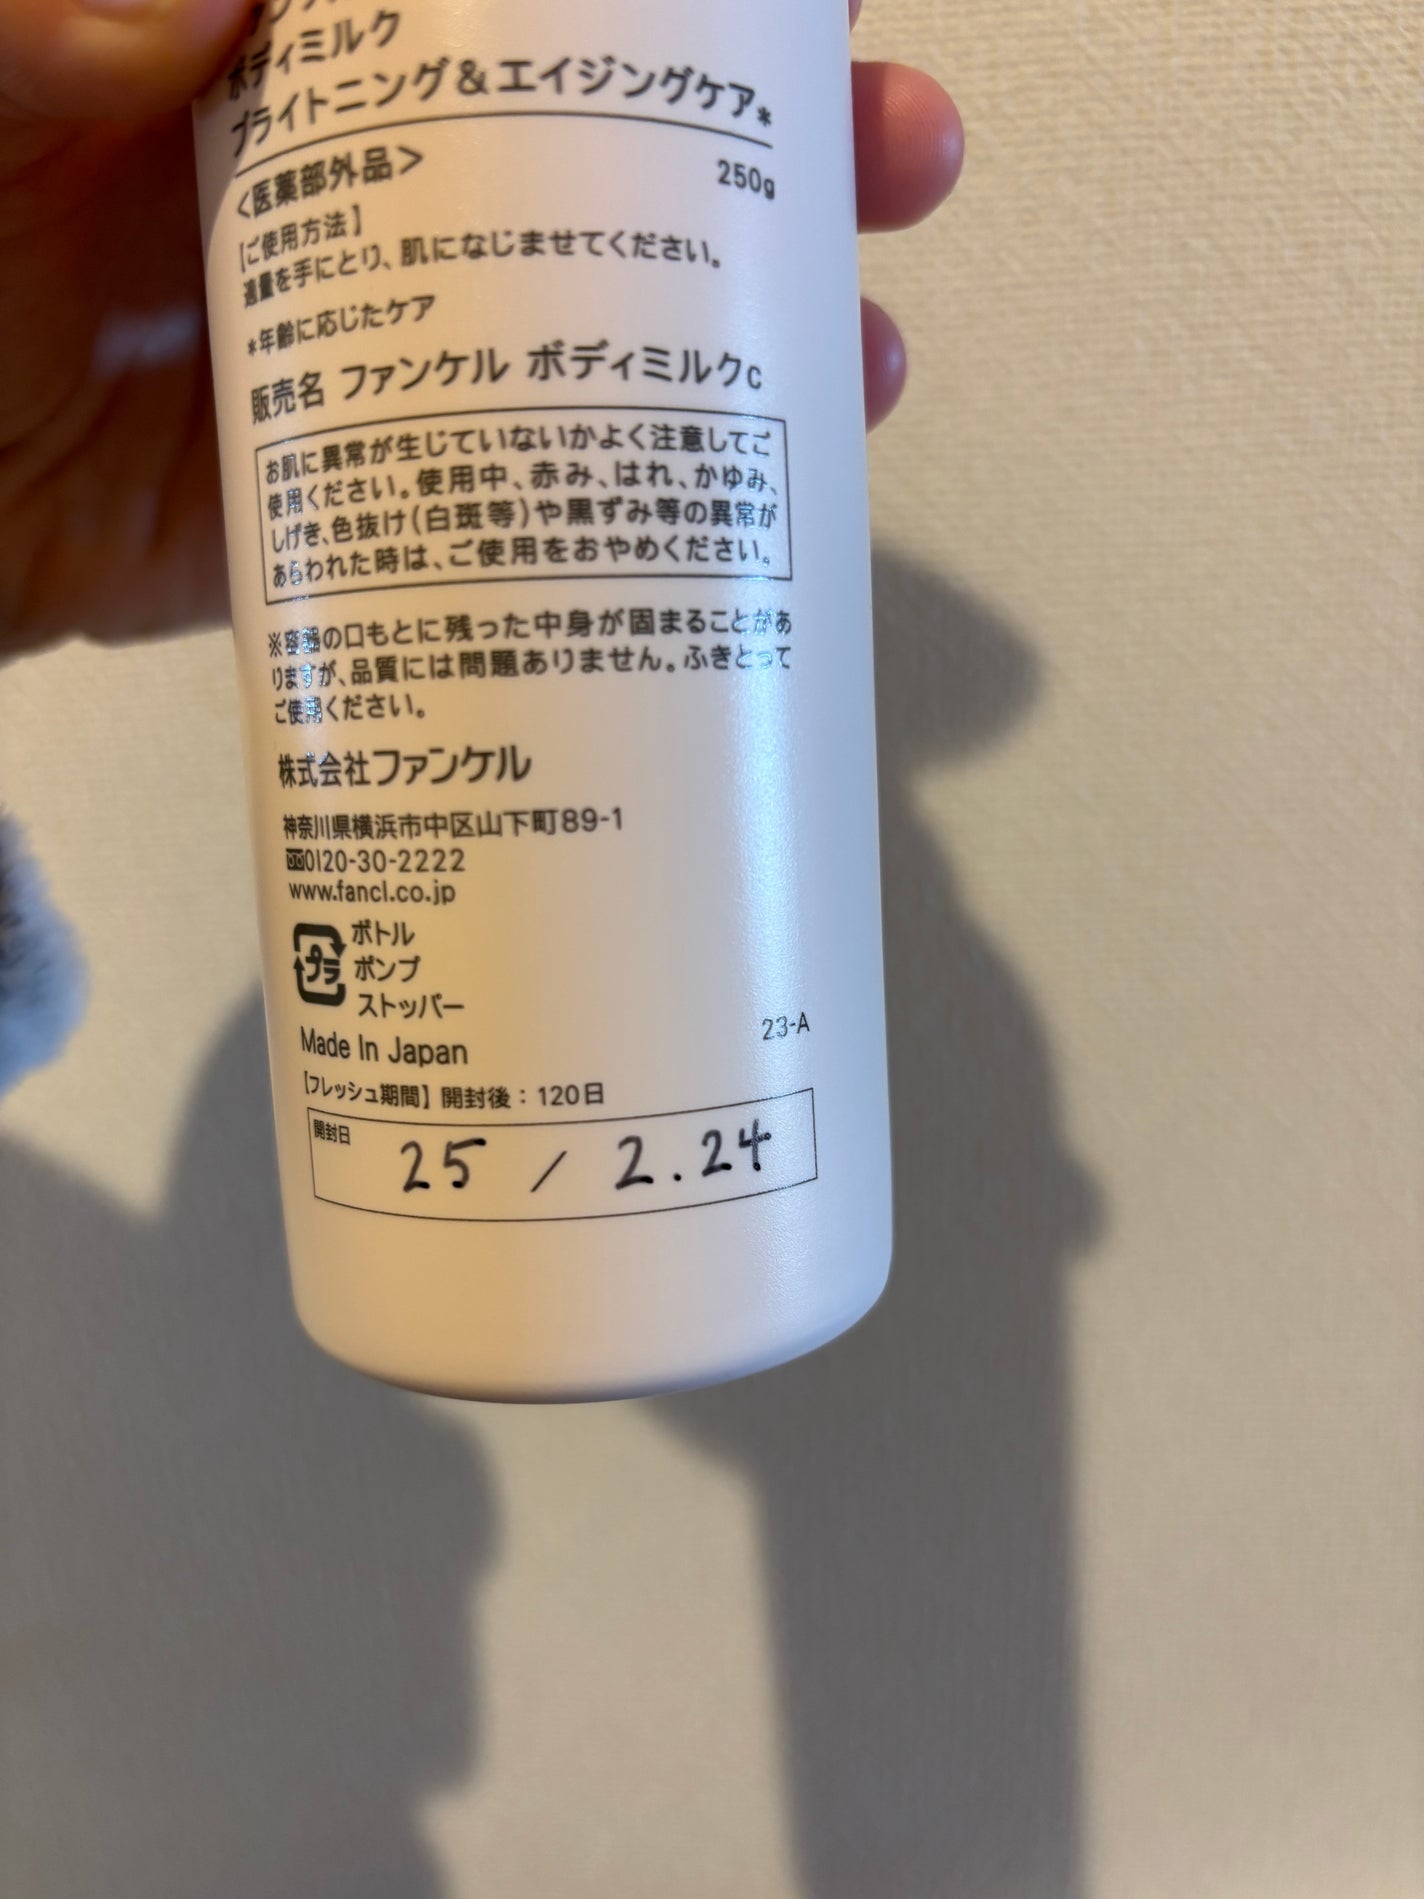 ボディミルク
ブライトニング&エイジングケア*
<医薬部外品> 250g
【ご使用方法】
適量を手にとり、肌になじませてください。
*年齢に応じたケア
販売名 ファンケル ボディミルクc
お肌に異常が生じていないかよく注意してご
使用ください。使用中、赤み、はれ、かゆみ、
しげき、色抜け(白斑等)や黒ずみ等の異常が
あらわれた時は、ご使用をおやめください。
※容器の口もとに残った中身が固まることがあ
りますが、品質には問題ありません。ふきとって
ご使用ください。
株式会社ファンケル
神奈川県横浜市中区山下町89-1
0120-30-2222
www.fancl.co.jp
プラ
ボトル
ポンプ
ストッパー
Made In Japan
23-A
【フレッシュ期間】開封後:120日
開封日 25 / 2.24